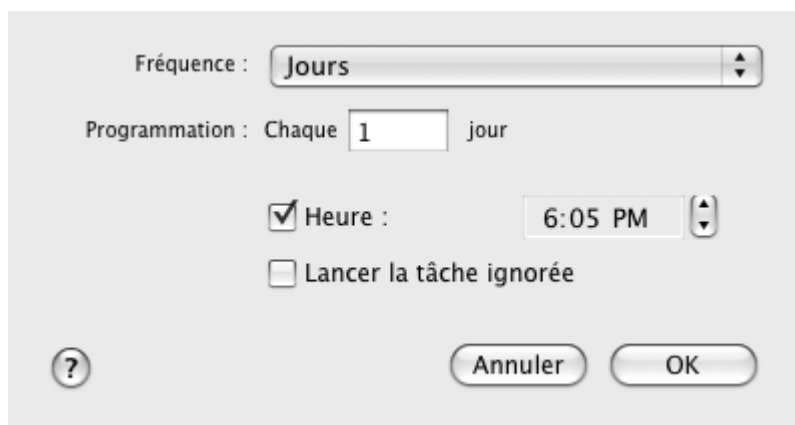 Fréquence : Jours
Programmation : Chaque 1 jour
Heure : 6:05 PM
Lancer la tâche ignorée
? Annuler OK